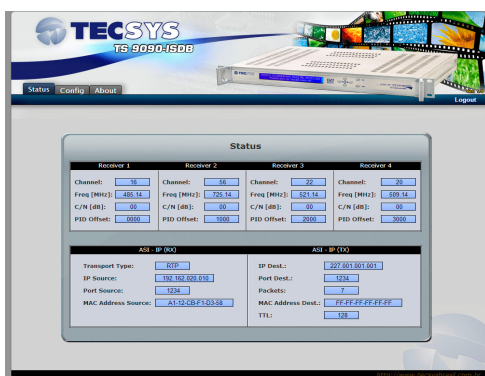 TECSYS
TS 9090-ISDB
Status Config About
Logout
Status
Receiver 1 Receiver 2 Receiver 3 Receiver 4
Channel: 16 Channel: 56 Channel: 22 Channel: 20
Freq [MHz]: 485.14 Freq [MHz]: 725.14 Freq [MHz]: 521.14 Freq [MHz]: 509.14
C/N [dB]: 00 C/N [dB]: 00 C/N [dB]: 00 C/N [dB]: 00
PID Offset: 0000 PID Offset: 1000 PID Offset: 2000 PID Offset: 3000
ASI - IP (RX) ASI - IP (TX)
Transport Type: RTP IP Dest.: 227.001.001.001
IP Source: 192.162.020.010 Port Dest.: 1234
Port Source: 1234 Packets: 7
MAC Address Source: A1-12-CB-F1-D3-58 MAC Address Dest.: FF-FF-FF-FF-FF-FF
TTL: 128
http://www.tecsysbrasil.com.br